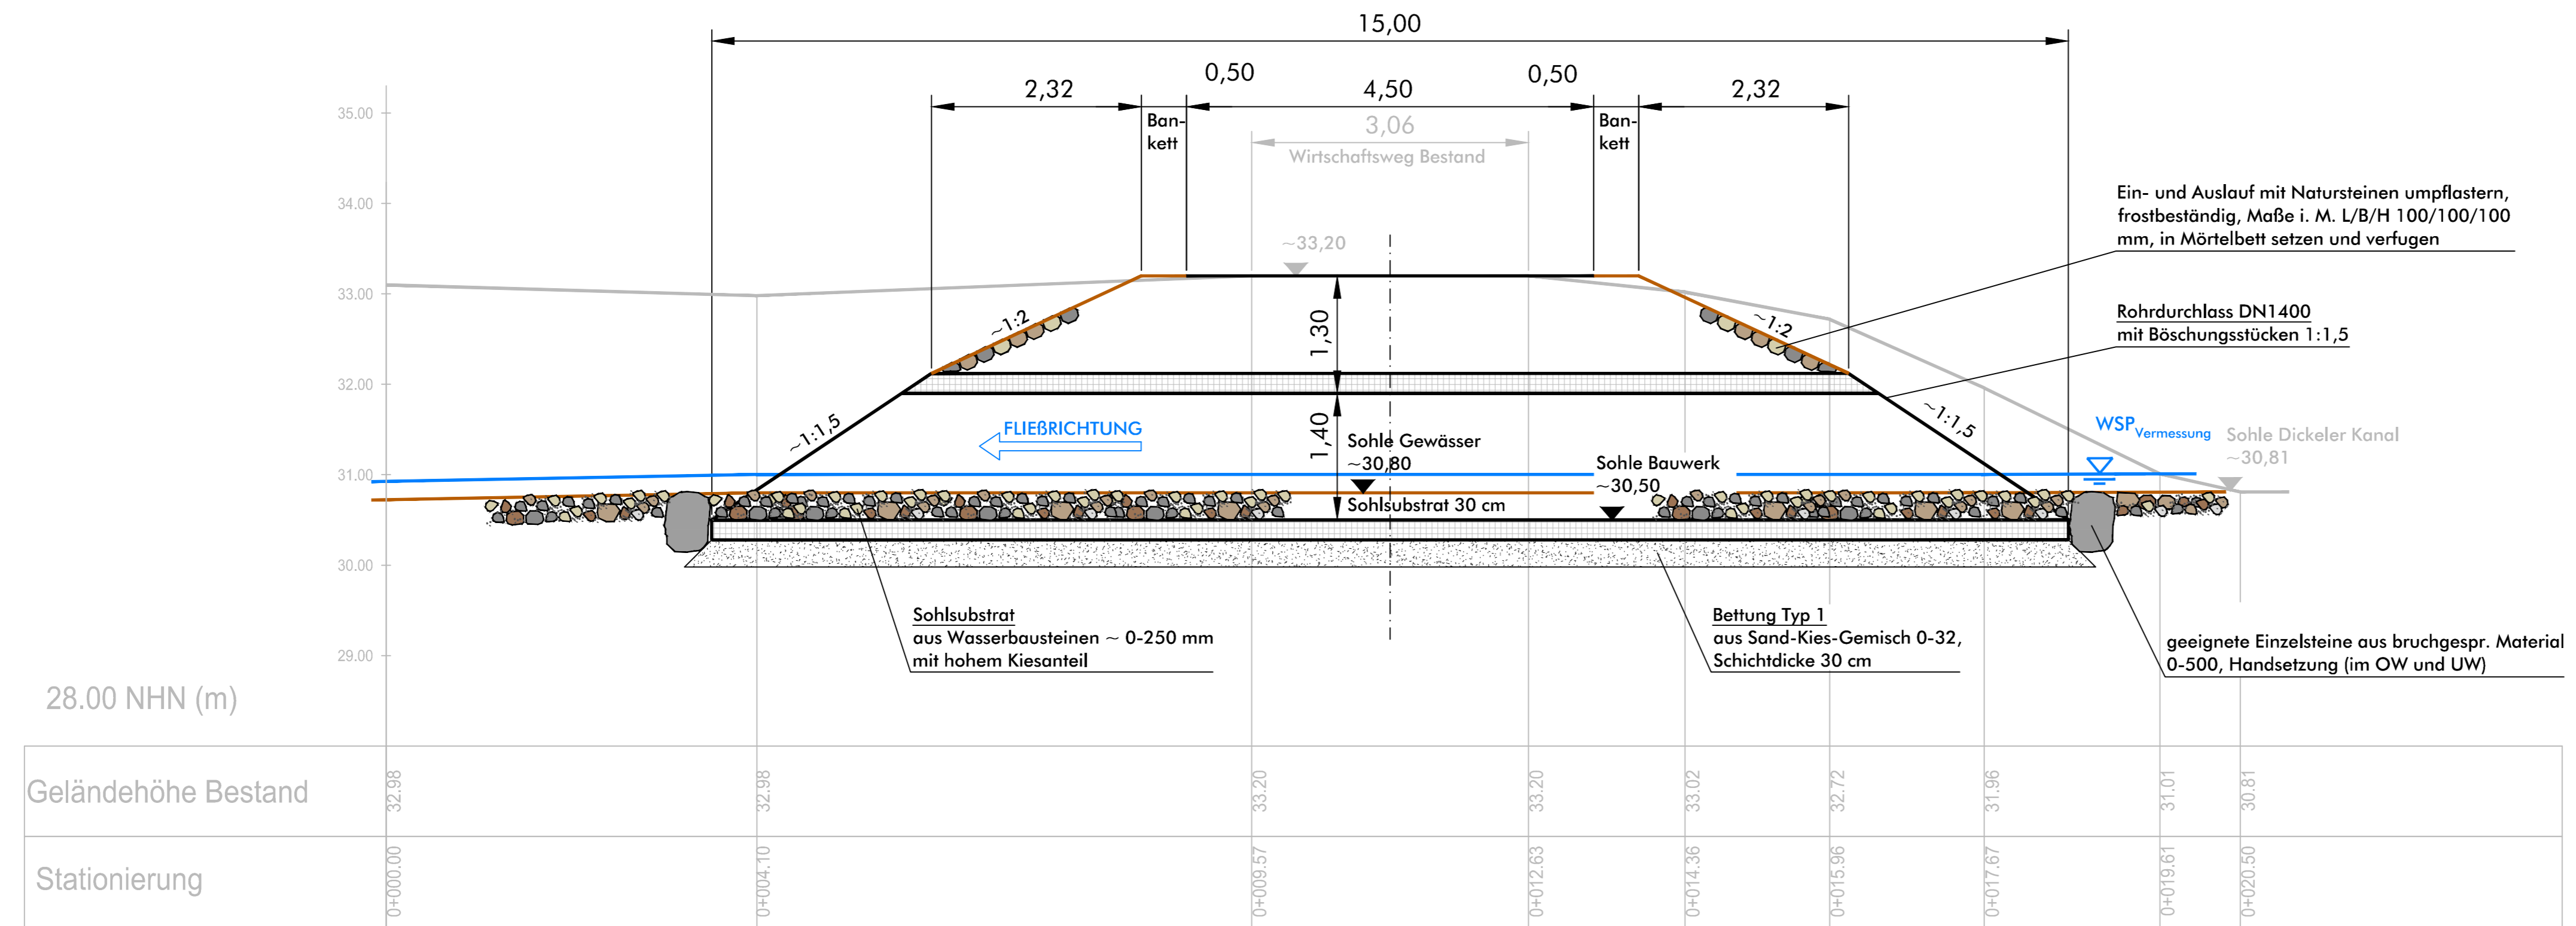 15,00
0,50
0,50
2,32
4,50
2,32
35.00
Ban-
kett
3,06
Wirtschaftsweg Bestand
Ban-
kett
34.00
Ein- und Auslauf mit Natursteinen umpflastern,
frostbeständig, Maße i. M. L/B/H 100/100/100
mm, in Mörtelbett setzen und verfugen
~33,20
33.00
~1:2
1,30
~1:2
Rohrdurchlass DN1400
mit Böschungsstücken 1:1,5
32.00
~1:1,5
FLIEßRICHTUNG
1,40
Sohle Gewässer
~30,80
Sohle Bauwerk
~30,50
~1:1,5
WSP Vermessung
Sohle Dickeler Kanal
~30,81
31.00
Sohlsubstrat 30 cm
30.00
Sohlsubstrat
aus Wasserbausteinen ~ 0-250 mm
mit hohem Kiesanteil
Bettung Typ 1
aus Sand-Kies-Gemisch 0-32,
Schichtdicke 30 cm
geeignete Einzelsteine aus bruchgespr. Material
0-500, Handsetzung (im OW und UW)
29.00
28.00 NHN (m)
Geländehöhe Bestand
32.98
32.98
33.20
33.20
33.02
32.72
31.96
31.01
30.81
Stationierung
0+000.00
0+004.10
0+009.57
0+012.63
0+014.36
0+015.96
0+017.67
0+019.61
0+020.50